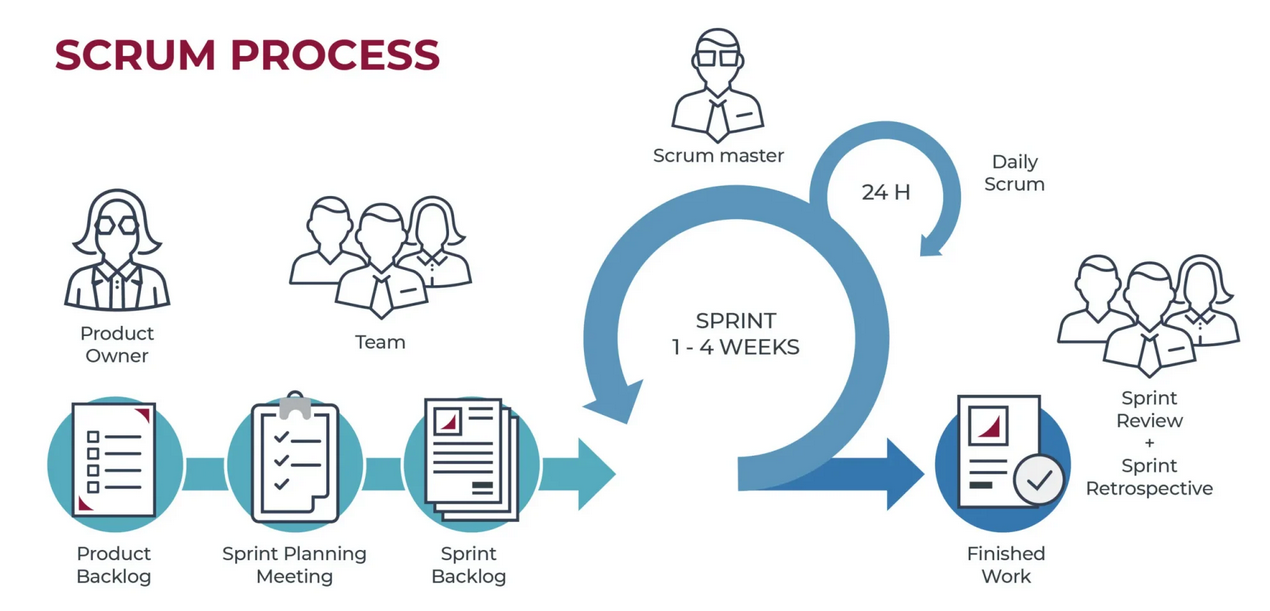 SCRUM PROCESS
Scrum master
24 H
Daily
Scrum
Product
Owner
Team
SPRINT
1 - 4 WEEKS
Sprint
Review
+
Sprint
Retrospective
Product
Backlog
Sprint Planning
Meeting
Sprint
Backlog
Finished
Work